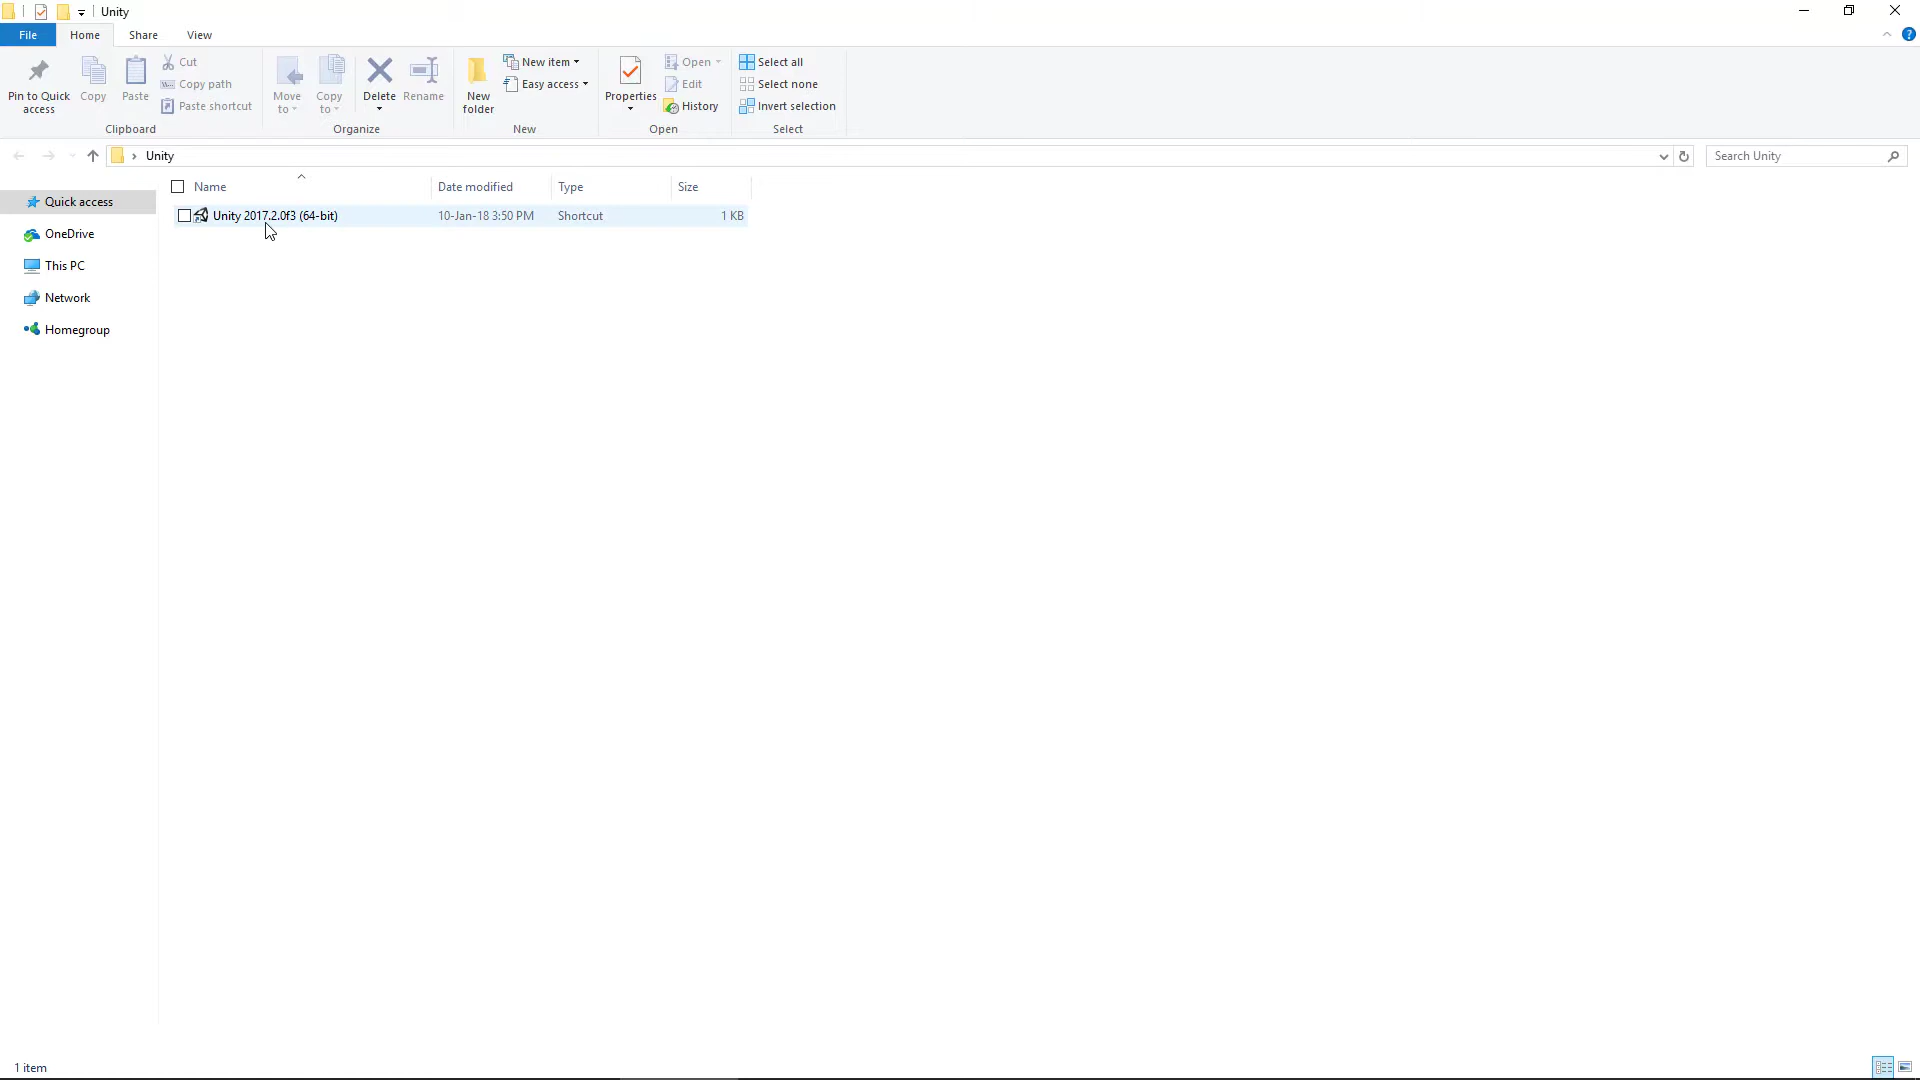 Unity
File Home Share View
Pin to Quick access
Copy
Paste
Cut
Copy path
Paste shortcut
Clipboard
Move to
Copy to
Delete
Rename
Organize
New folder
New item
Easy access
New
Properties
Open
Edit
History
Open
Select all
Select none
Invert selection
Select
Unity
Search Unity
Quick access
OneDrive
This PC
Network
Homegroup
Name Date modified Type Size
Unity 2017.2.0f3 (64-bit) 10-Jan-18 3:50 PM Shortcut 1 KB
1 item